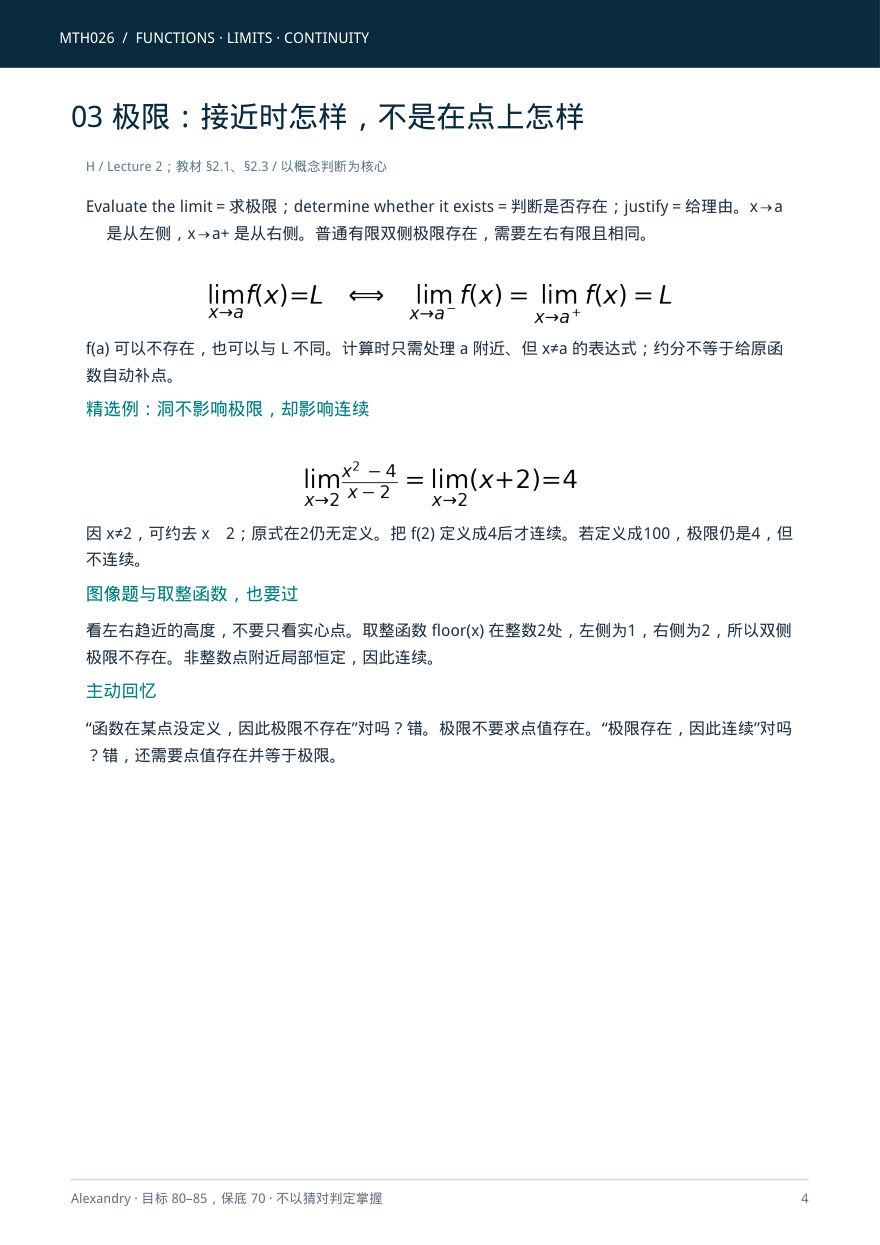 MTH026 / FUNCTIONS · LIMITS · CONTINUITY
03 极限：接近时怎样，不是在点上怎样
H / Lecture 2；教材 §2.1、§2.3 / 以概念判断为核心
Evaluate the limit = 求极限；determine whether it exists = 判断是否存在；justify = 给理由。x→a
是从左侧，x→a+ 是从右侧。普通有限双侧极限存在，需要左右有限且相同。
lim_{x→a} f(x)=L ⟺ lim_{x→a⁻} f(x) = lim_{x→a⁺} f(x) = L
f(a) 可以不存在，也可以与 L 不同。计算时只需处理 a 附近、但 x≠a 的表达式；约分不等于给原函
数自动补点。
精选例：洞不影响极限，却影响连续
lim_{x→2} (x² − 4)/(x − 2) = lim_{x→2} (x+2)=4
因 x≠2，可约去 x 2；原式在2仍无定义。把 f(2) 定义成4后才连续。若定义成100，极限仍是4，但
不连续。
图像题与取整函数，也要过
看左右趋近的高度，不要只看实心点。取整函数 floor(x) 在整数2处，左侧为1，右侧为2，所以双侧
极限不存在。非整数点附近局部恒定，因此连续。
主动回忆
“函数在某点没定义，因此极限不存在”对吗？错。极限不要求点值存在。“极限存在，因此连续”对吗
？错，还需要点值存在并等于极限。
Alexandry · 目标 80–85，保底 70 · 不以猜对判定掌握
4